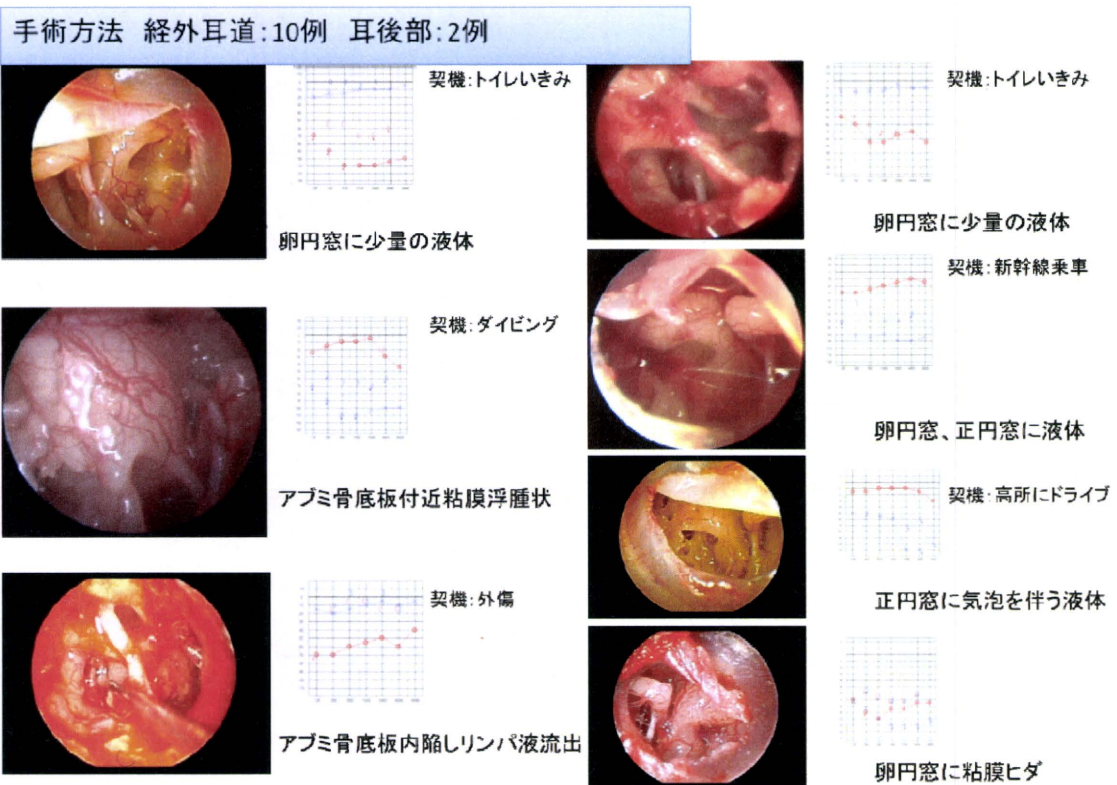 手術方法 経外耳道:10例 耳後部:2例
契機:トイレいきみ
卵円窓に少量の液体
契機:ダイビング
アブミ骨底板付近粘膜浮腫状
契機:外傷
アブミ骨底板内陥しリンパ液流出
契機:トイレいきみ
卵円窓に少量の液体
契機:新幹線乗車
卵円窓、正円窓に液体
契機:高所にドライブ
正円窓に気泡を伴う液体
卵円窓に粘膜ヒダ